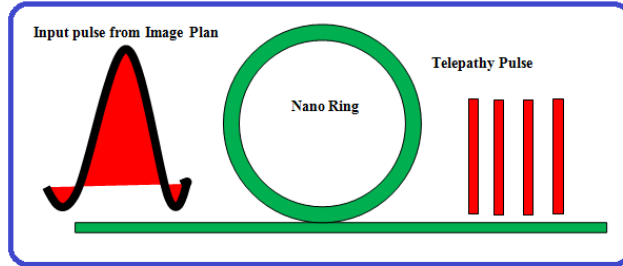 Input pulse from Image Plan
Telepathy Pulse
Nano Ring